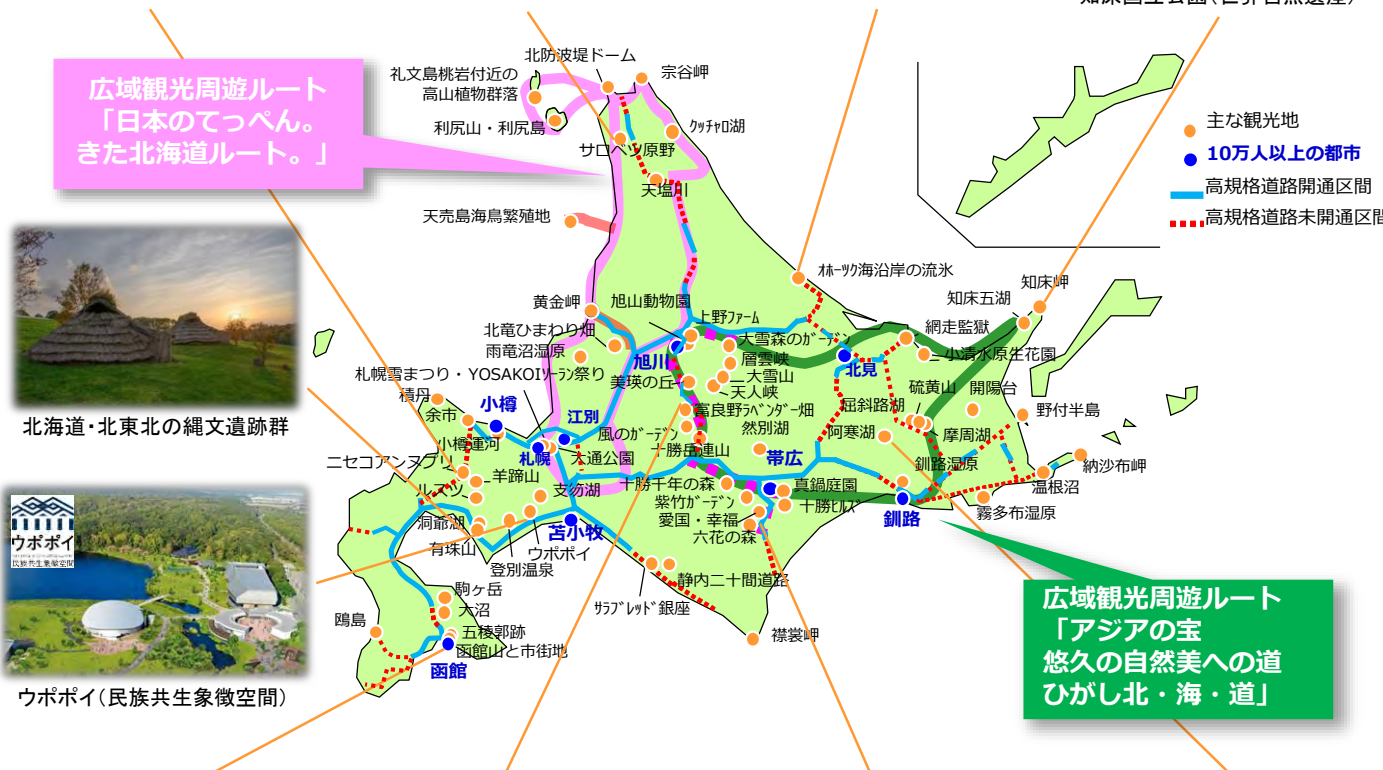 知床国立公園（世界自然遺産）
広域観光周遊ルート
「日本のてっぺん。
きた北海道ルート。」
北防波堤ドーム
宗谷岬
礼文島桃岩付近の
高山植物群落
利尻山・利尻島
クッチャロ湖
サロベツ原野
天塩川
天売島海鳥繁殖地
主な観光地
10万人以上の都市
高規格道路開通区間
高規格道路未開通区間
北海道・北東北の縄文遺跡群
オホーツク海沿岸の流氷
知床岬
知床五湖
黄金岬
旭山動物園
上野ファーム
網走監獄
北竜ひまわり畑
大雪森のガーデン
小清水原生花園
雨竜沼湿原
旭川
層雲峡
北見
札幌雪まつり・YOSAKOIソーラン祭り
美瑛の丘
大雪山
硫黄山
開陽台
積丹
天人峡
屈斜路湖
野付半島
余市
小樽
江別
富良野ラベンダー畑
風のガーデン
然別湖
阿寒湖
摩周湖
小樽運河
札幌
大通公園
十勝岳連山
帯広
釧路湿原
納沙布岬
ニセコアンヌプリ
羊蹄山
支笏湖
十勝千年の森
真鍋庭園
温根沼
ルスツ
紫竹ガーデン
十勝ヒルズ
釧路
霧多布湿原
洞爺湖
苫小牧
愛国・幸福
有珠山
ウポポイ
六花の森
登別温泉
静内二十間道路
サラブレッド銀座
駒ヶ岳
大沼
鴎島
五稜郭跡
函館山と市街地
函館
襟裳岬
ウポポイ
民族共生象徴空間
ウポポイ（民族共生象徴空間）
広域観光周遊ルート
「アジアの宝
悠久の自然美への道
ひがし北・海・道」